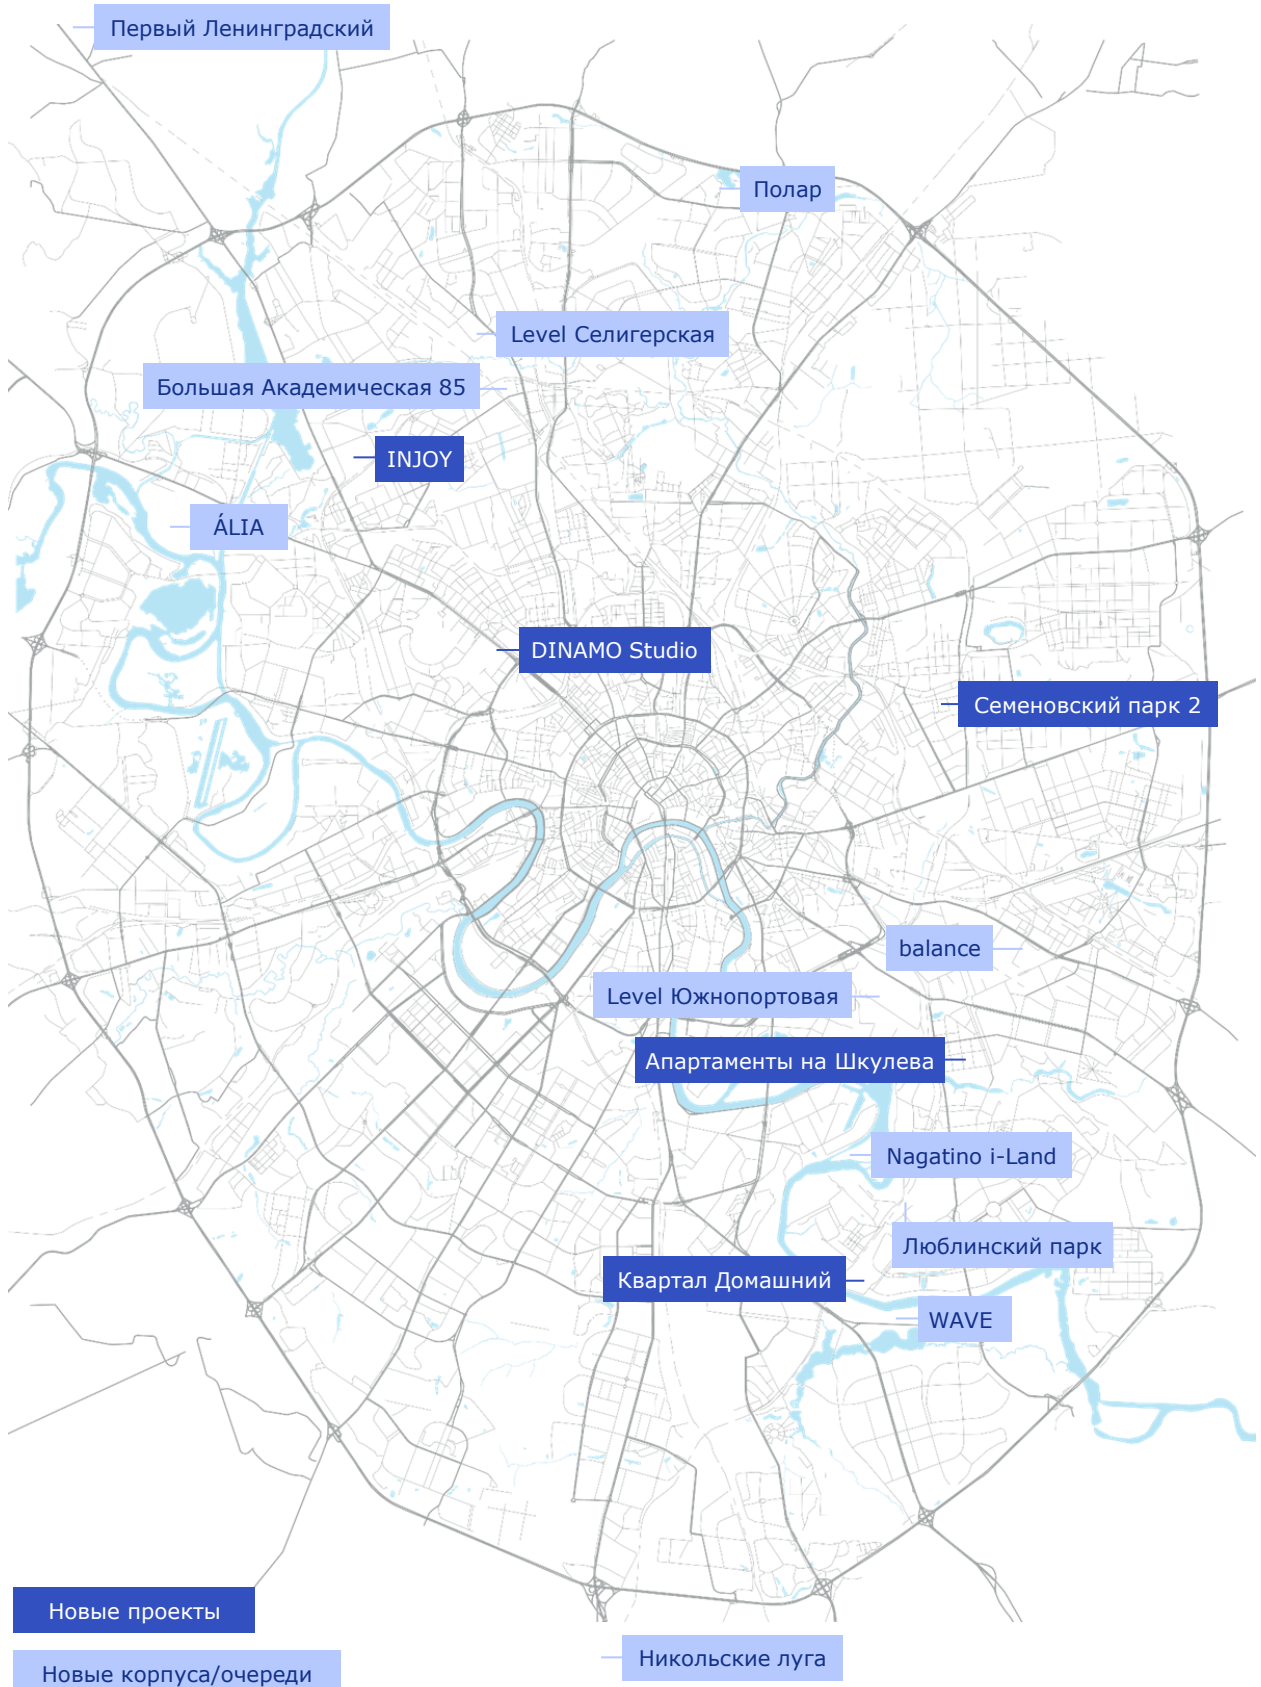 Первый Ленинградский
Полар
Level Селигерская
Большая Академическая 85
INJOY
ÁLIA
DINAMO Studio
Семеновский парк 2
balance
Level Южнопортовая
Апартаменты на Шкулева
Nagatino i-Land
Люблинский парк
Квартал Домашний
WAVE
Новые проекты
Никольские луга
Новые корпуса/очереди